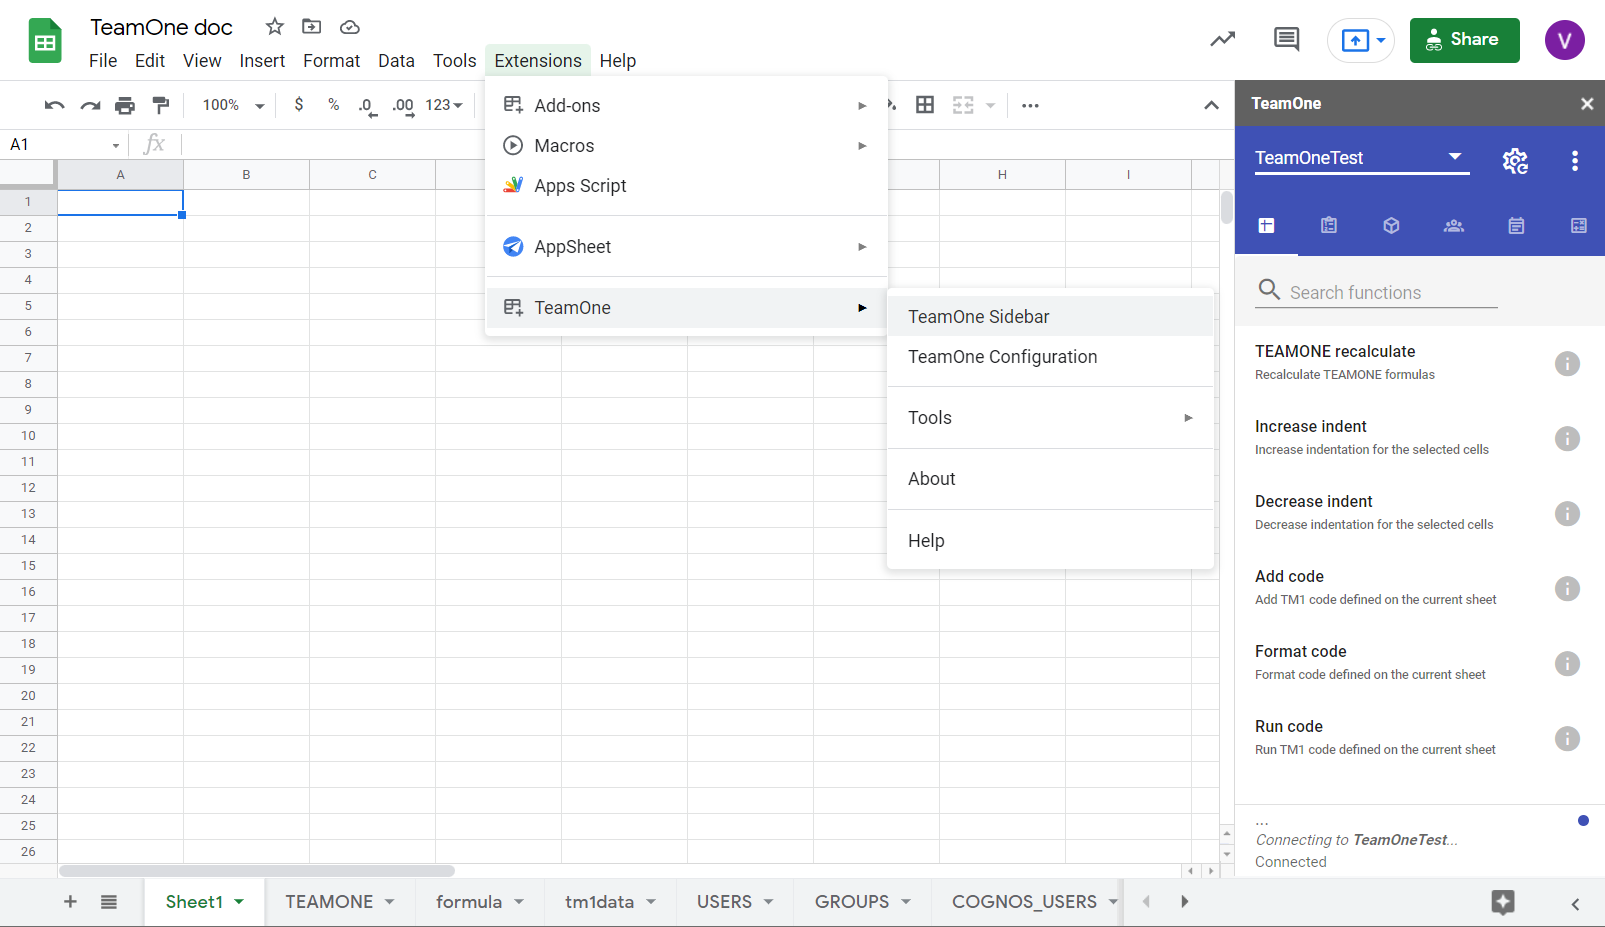 TeamOne doc
File Edit View Insert Format Data Tools Extensions Help
Share
V
100% $ % .0 .00 123
A1 fx
A B C H I
1
2
3
4
5
6
7
8
9
10
11
12
13
14
15
16
17
18
19
20
21
22
23
24
25
26
Add-ons
Macros
Apps Script
AppSheet
TeamOne
TeamOne Sidebar
TeamOne Configuration
Tools
About
Help
TeamOne
TeamOneTest
Search functions
TEAMONE recalculate
Recalculate TEAMONE formulas
Increase indent
Increase indentation for the selected cells
Decrease indent
Decrease indentation for the selected cells
Add code
Add TM1 code defined on the current sheet
Format code
Format code defined on the current sheet
Run code
Run TM1 code defined on the current sheet
...
Connecting to TeamOneTest...
Connected
Sheet1 TEAMONE formula tm1data USERS GROUPS COGNOS_USERS